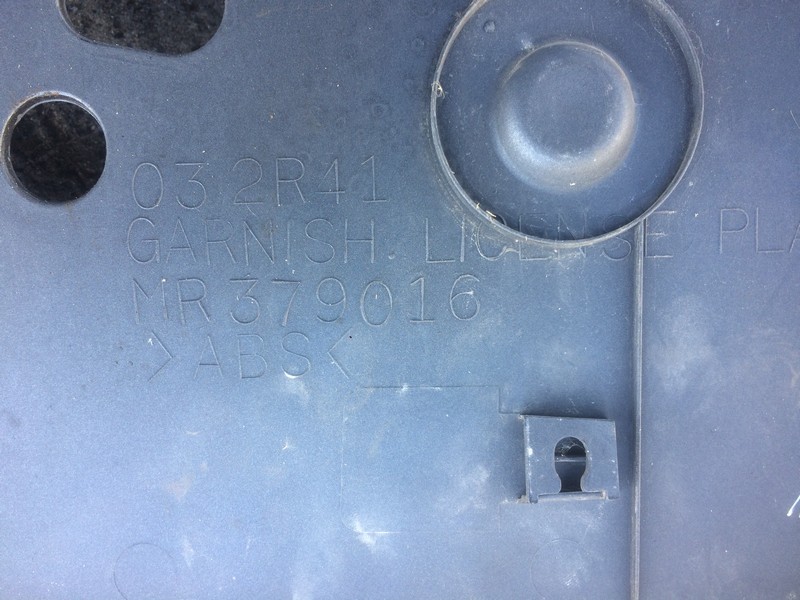 03 2R41
GARNISH. LICENSE PLA
MR379016
>ABS<